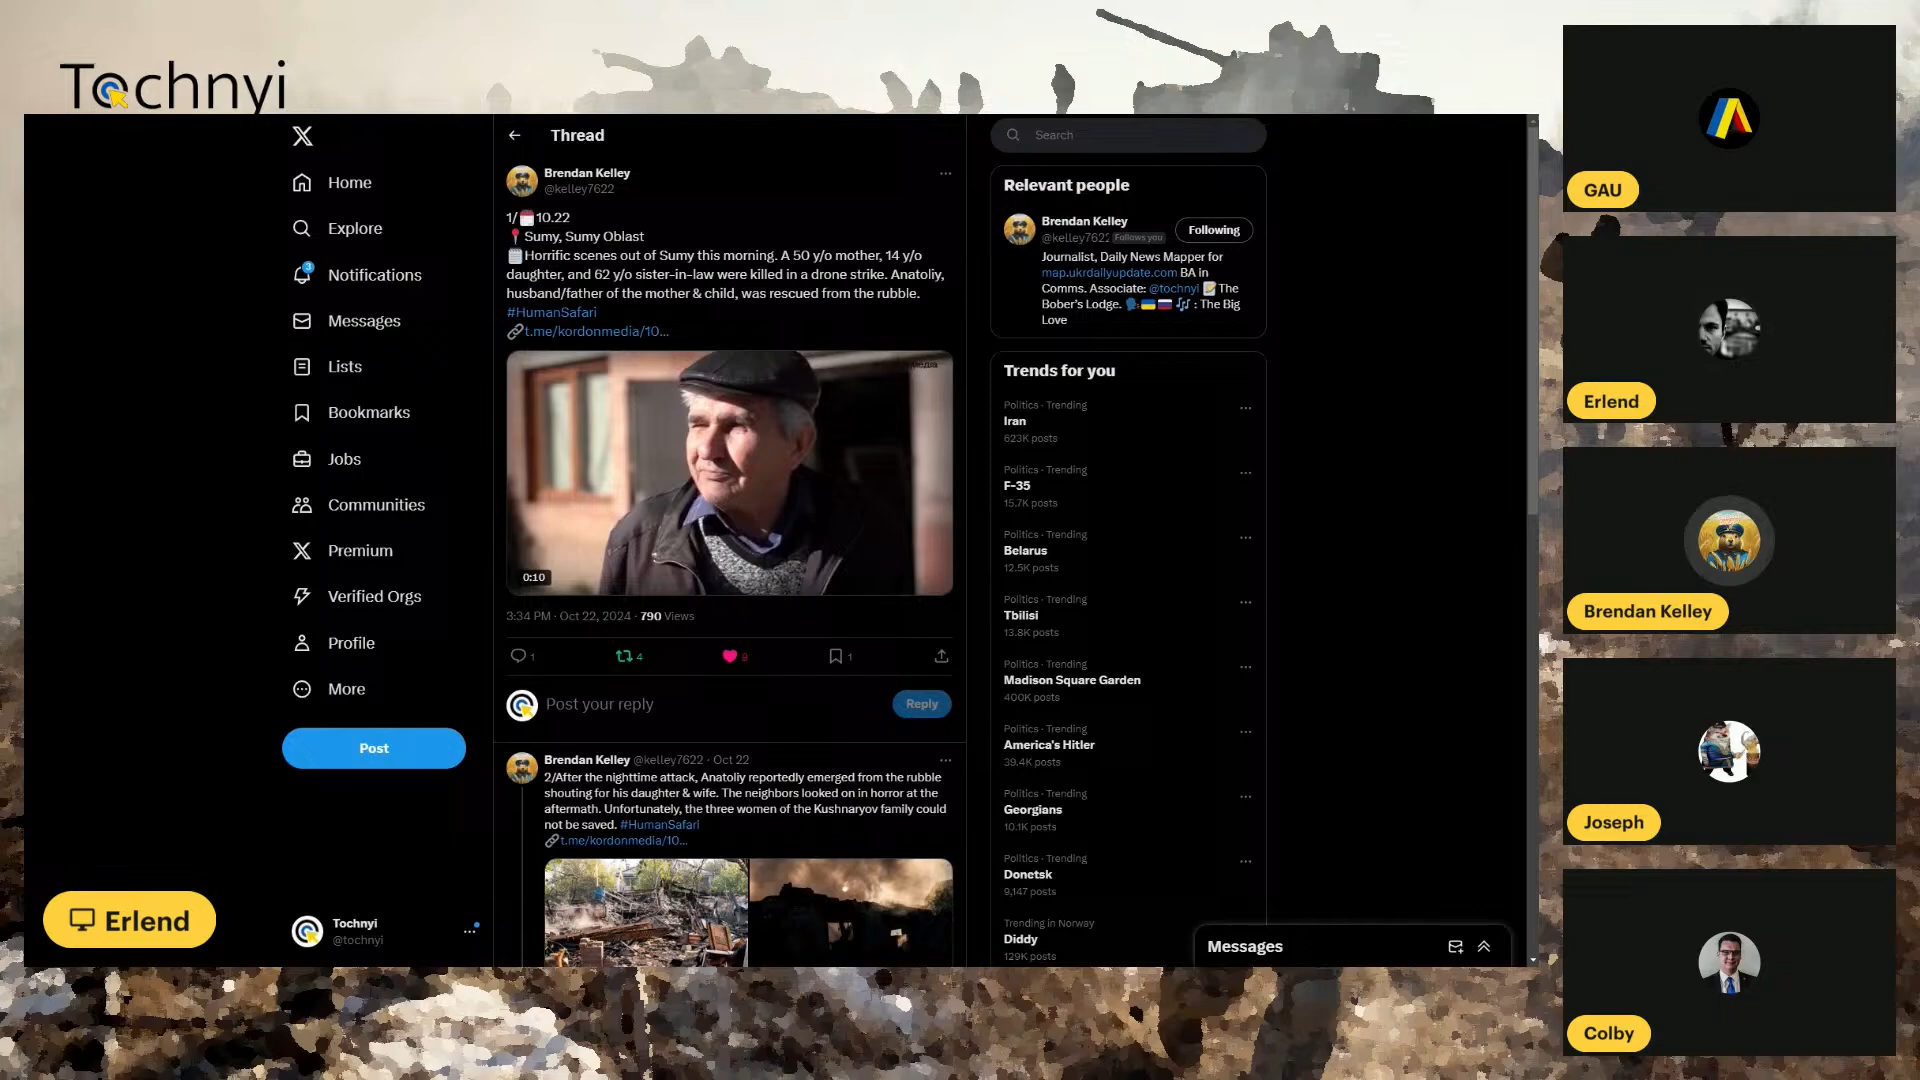 Tochnyi
Home
Explore
3
Notifications
Messages
Lists
Bookmarks
Jobs
Communities
Premium
Verified Orgs
Profile
More
Post
Tochnyi
@tochnyi
Erlend
Thread
Brendan Kelley
@kelley7622
1/🗓️10.22
📍Sumy, Sumy Oblast
🗒️Horrific scenes out of Sumy this morning. A 50 y/o mother, 14 y/o
daughter, and 62 y/o sister-in-law were killed in a drone strike. Anatoliy,
husband/father of the mother & child, was rescued from the rubble.
#HumanSafari
🔗t.me/kordonmedia/10...
0:10
3:34 PM · Oct 22, 2024 · 790 Views
1
4
9
1
Post your reply
Reply
Brendan Kelley @kelley7622 · Oct 22
2/After the nighttime attack, Anatoliy reportedly emerged from the rubble
shouting for his daughter & wife. The neighbors looked on in horror at the
aftermath. Unfortunately, the three women of the Kushnaryov family could
not be saved. #HumanSafari
🔗t.me/kordonmedia/10...
Search
Relevant people
Brendan Kelley
@kelley7622 Follows you
Following
Journalist, Daily News Mapper for
map.ukrdailyupdate.com BA in
Comms. Associate: @tochnyi 📝The
Bober's Lodge. 🗣️🇺🇦🇷🇺 🎶 : The Big
Love
Trends for you
Politics · Trending
Iran
623K posts
Politics · Trending
F-35
15.7K posts
Politics · Trending
Belarus
12.5K posts
Politics · Trending
Tbilisi
13.8K posts
Politics · Trending
Madison Square Garden
400K posts
Politics · Trending
America's Hitler
39.4K posts
Politics · Trending
Georgians
10.1K posts
Politics · Trending
Donetsk
9,147 posts
Trending in Norway
Diddy
129K posts
Messages
GAU
Erlend
Brendan Kelley
Joseph
Colby